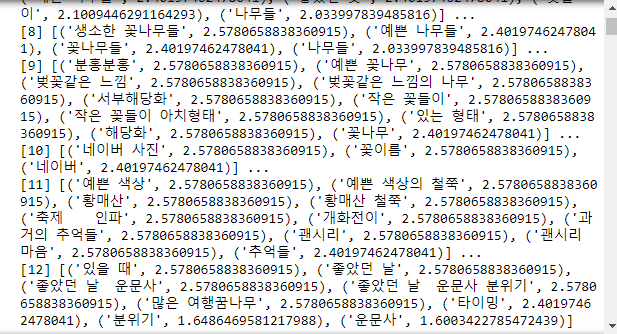 이', 2.1009446291164293), ('나무들', 2.033997839485816)] ...
[8] [('생소한 꽃나무들', 2.5780658838360915), ('예쁜 나무들', 2.40197462478041), ('꽃나무들', 2.40197462478041), ('나무들', 2.033997839485816)] ...
[9] [('분홍분홍', 2.5780658838360915), ('예쁜 꽃나무', 2.5780658838360915), ('벚꽃같은 느낌', 2.5780658838360915), ('벚꽃같은 느낌의 나무', 2.5780658838360915), ('서부해당화', 2.5780658838360915), ('작은 꽃들이', 2.5780658838360915), ('작은 꽃들이 아치형태', 2.5780658838360915), ('있는 형태', 2.5780658838360915), ('해당화', 2.5780658838360915), ('꽃나무', 2.40197462478041)] ...
[10] [('네이버 사진', 2.5780658838360915), ('꽃이름', 2.5780658838360915), ('네이버', 2.40197462478041)] ...
[11] [('예쁜 색상', 2.5780658838360915), ('예쁜 색상의 철쭉', 2.5780658838360915), ('황매산', 2.5780658838360915), ('황매산 철쭉', 2.5780658838360915), ('축제    인파', 2.5780658838360915), ('개화전이', 2.5780658838360915), ('과거의 추억들', 2.5780658838360915), ('괜시리', 2.5780658838360915), ('괜시리 마음', 2.5780658838360915), ('추억들', 2.40197462478041)] ...
[12] [('있을 때', 2.5780658838360915), ('좋았던 날', 2.5780658838360915), ('좋았던 날  운문사', 2.5780658838360915), ('좋았던 날  운문사 분위기', 2.5780658838360915), ('많은 여행꿈나무', 2.5780658838360915), ('타이밍', 2.40197462478041), ('분위기', 1.6486469581217988), ('운문사', 1.6003422785472439)]